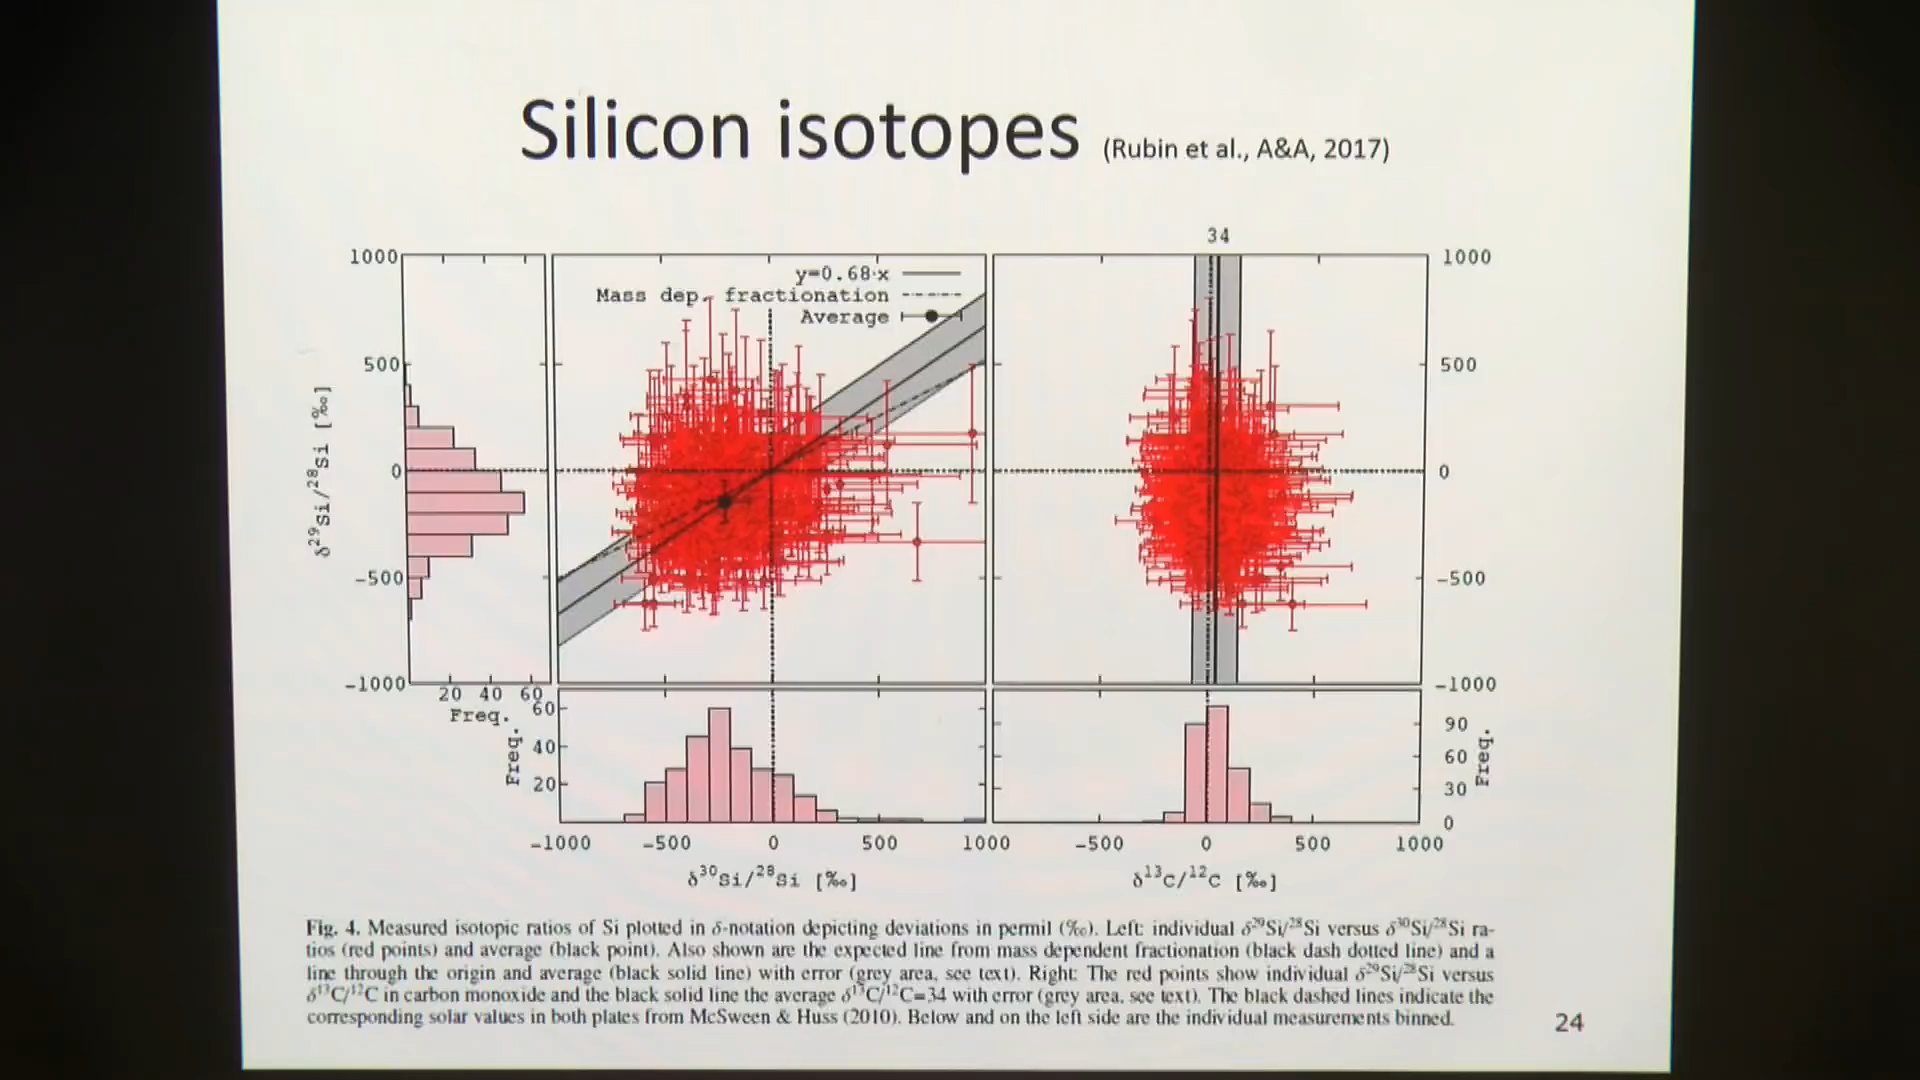 Silicon isotopes (Rubin et al., A&A, 2017)
34
1000
500
0
-500
-1000
δ29Si/28Si [‰]
20 40 60
Freq.
y=0.68·x
Mass dep. fractionation
Average
1000
500
0
-500
-1000
60
40
20
Freq.
90
60
30
0
Freq.
-1000 -500 0 500 1000 -500 0 500 1000
δ30Si/28Si [‰] δ13C/12C [‰]
Fig. 4. Measured isotopic ratios of Si plotted in δ-notation depicting deviations in permil (‰). Left: individual δ29Si/28Si versus δ30Si/28Si ra-
tios (red points) and average (black point). Also shown are the expected line from mass dependent fractionation (black dash dotted line) and a
line through the origin and average (black solid line) with error (grey area, see text). Right: The red points show individual δ29Si/28Si versus
δ13C/12C in carbon monoxide and the black solid line the average δ13C/12C=34 with error (grey area, see text). The black dashed lines indicate the
corresponding solar values in both plates from McSween & Huss (2010). Below and on the left side are the individual measurements binned.
24